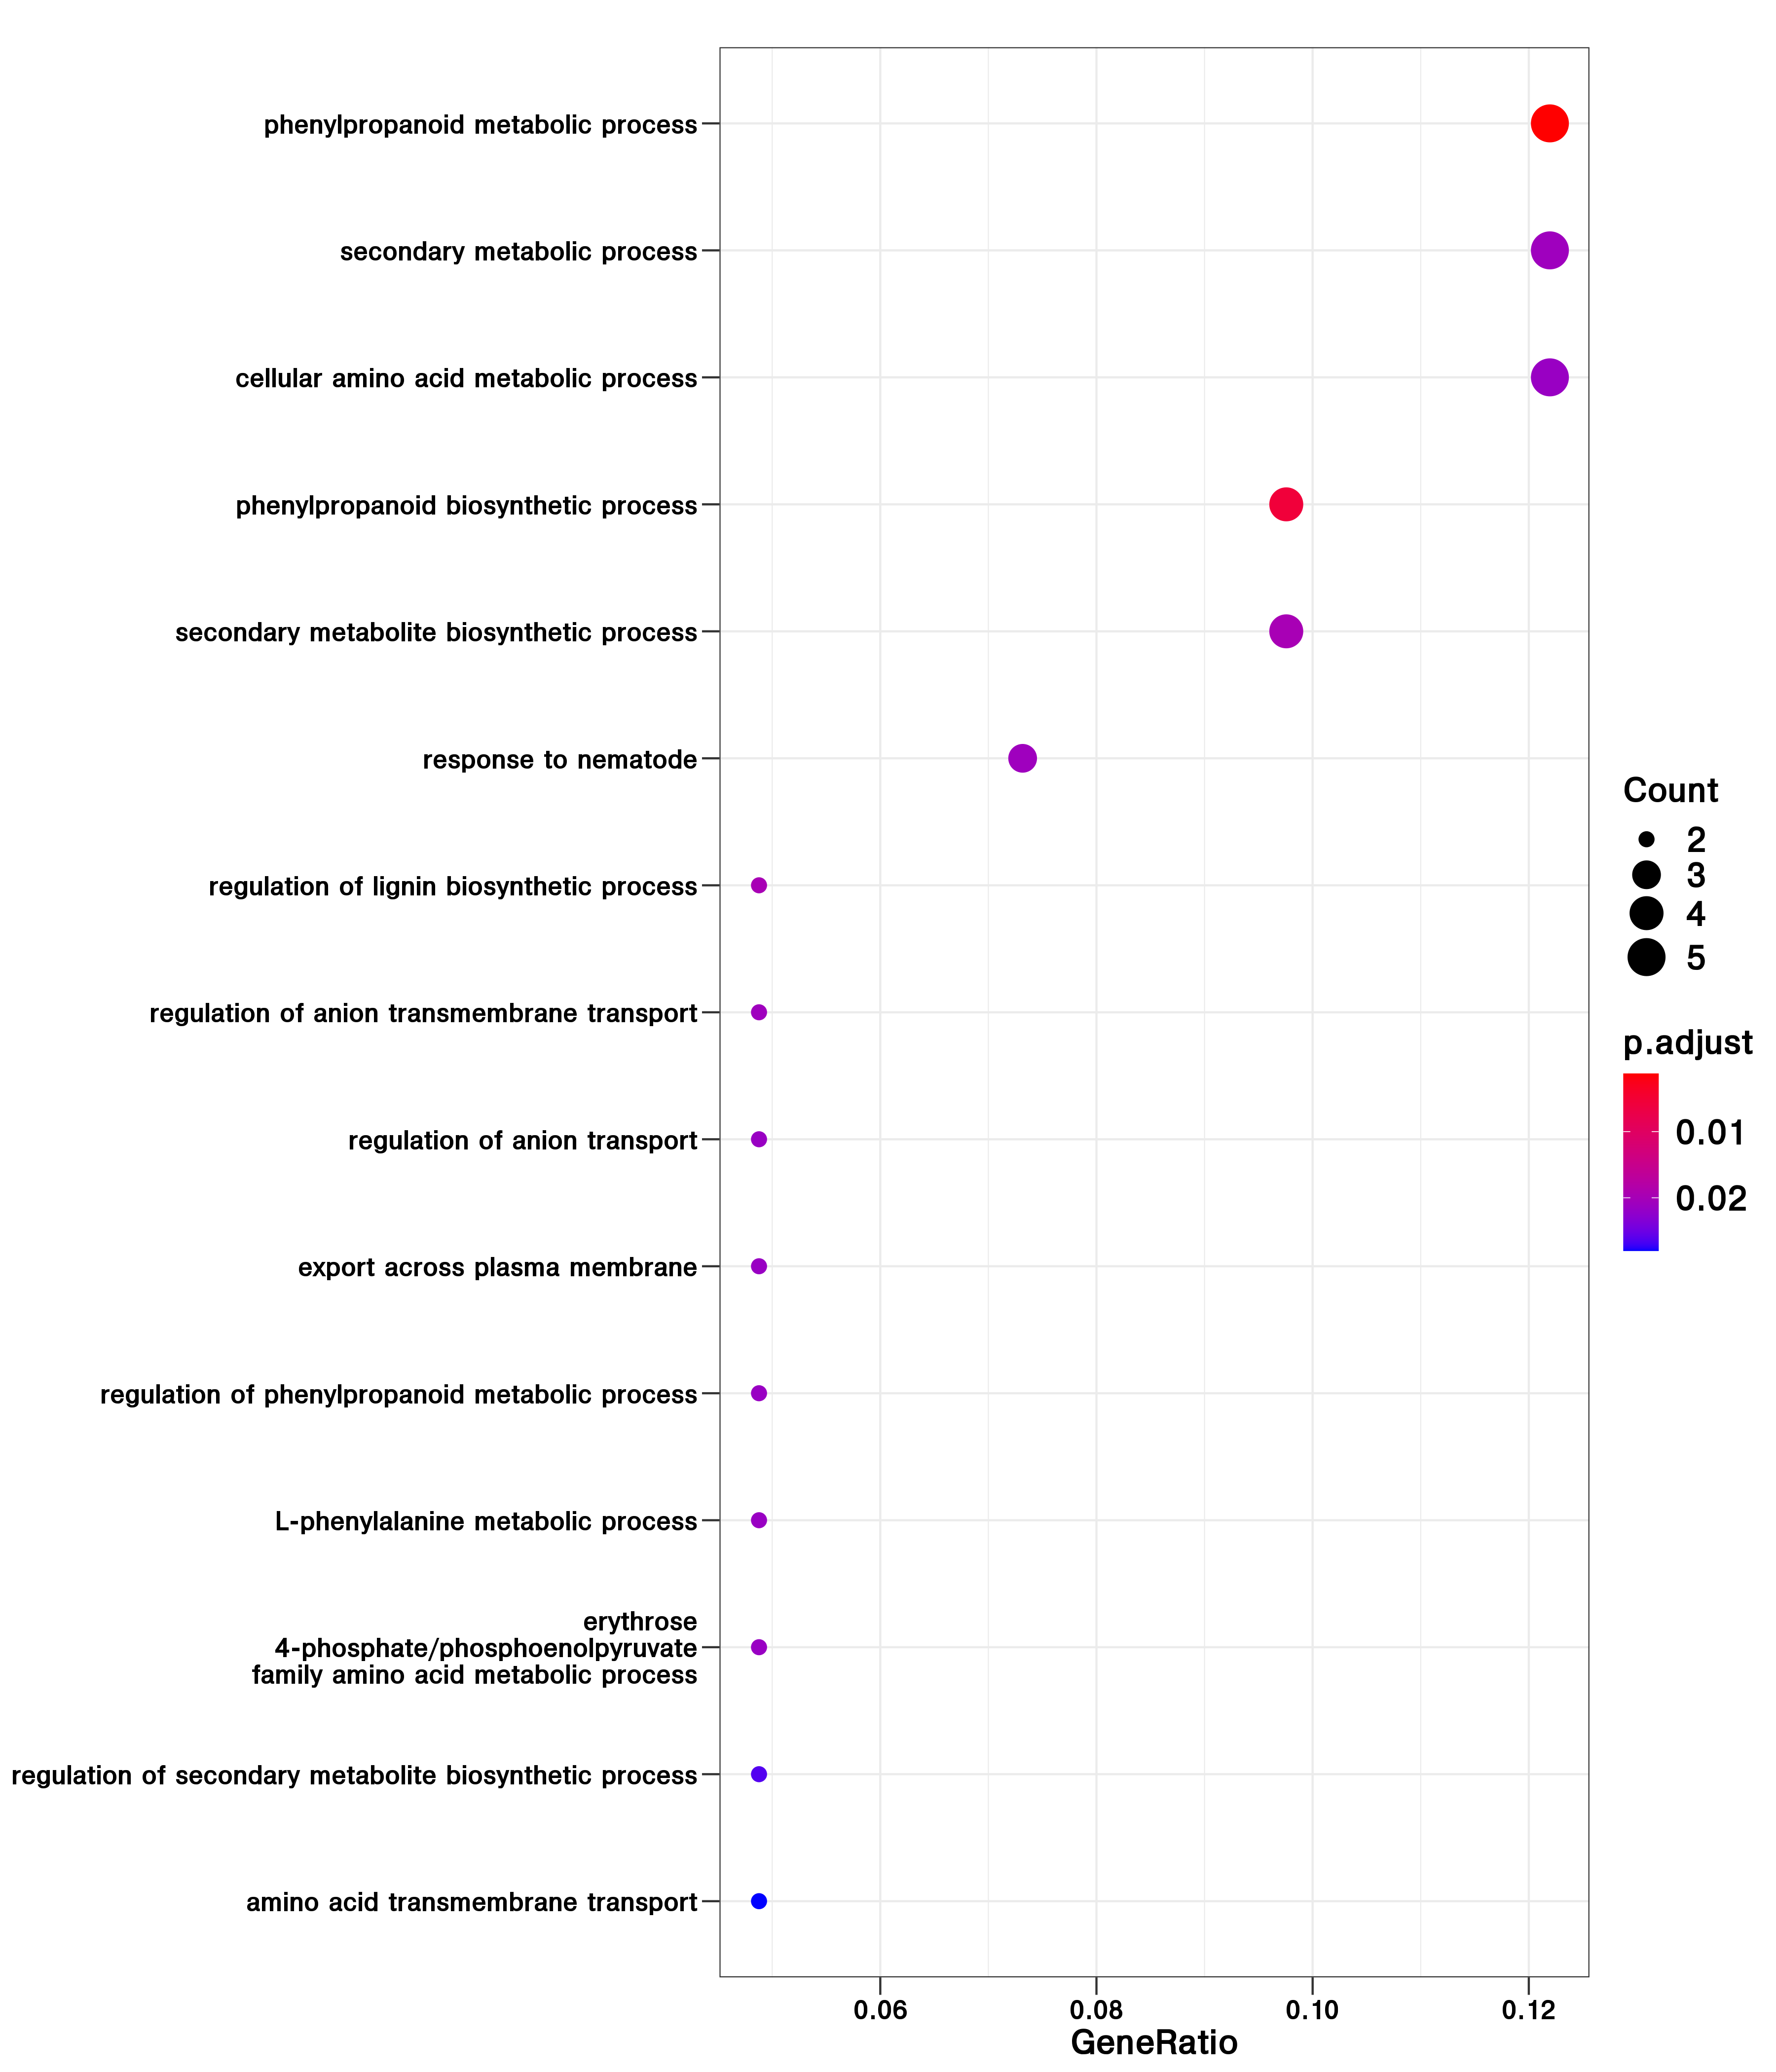 phenylpropanoid metabolic process
secondary metabolic process
cellular amino acid metabolic process
phenylpropanoid biosynthetic process
secondary metabolite biosynthetic process
response to nematode
regulation of lignin biosynthetic process
regulation of anion transmembrane transport
regulation of anion transport
export across plasma membrane
regulation of phenylpropanoid metabolic process
L-phenylalanine metabolic process
erythrose
4-phosphate/phosphoenolpyruvate
family amino acid metabolic process
regulation of secondary metabolite biosynthetic process
amino acid transmembrane transport
0.06 0.08 0.10 0.12
GeneRatio
Count
2
3
4
5
p.adjust
0.01
0.02